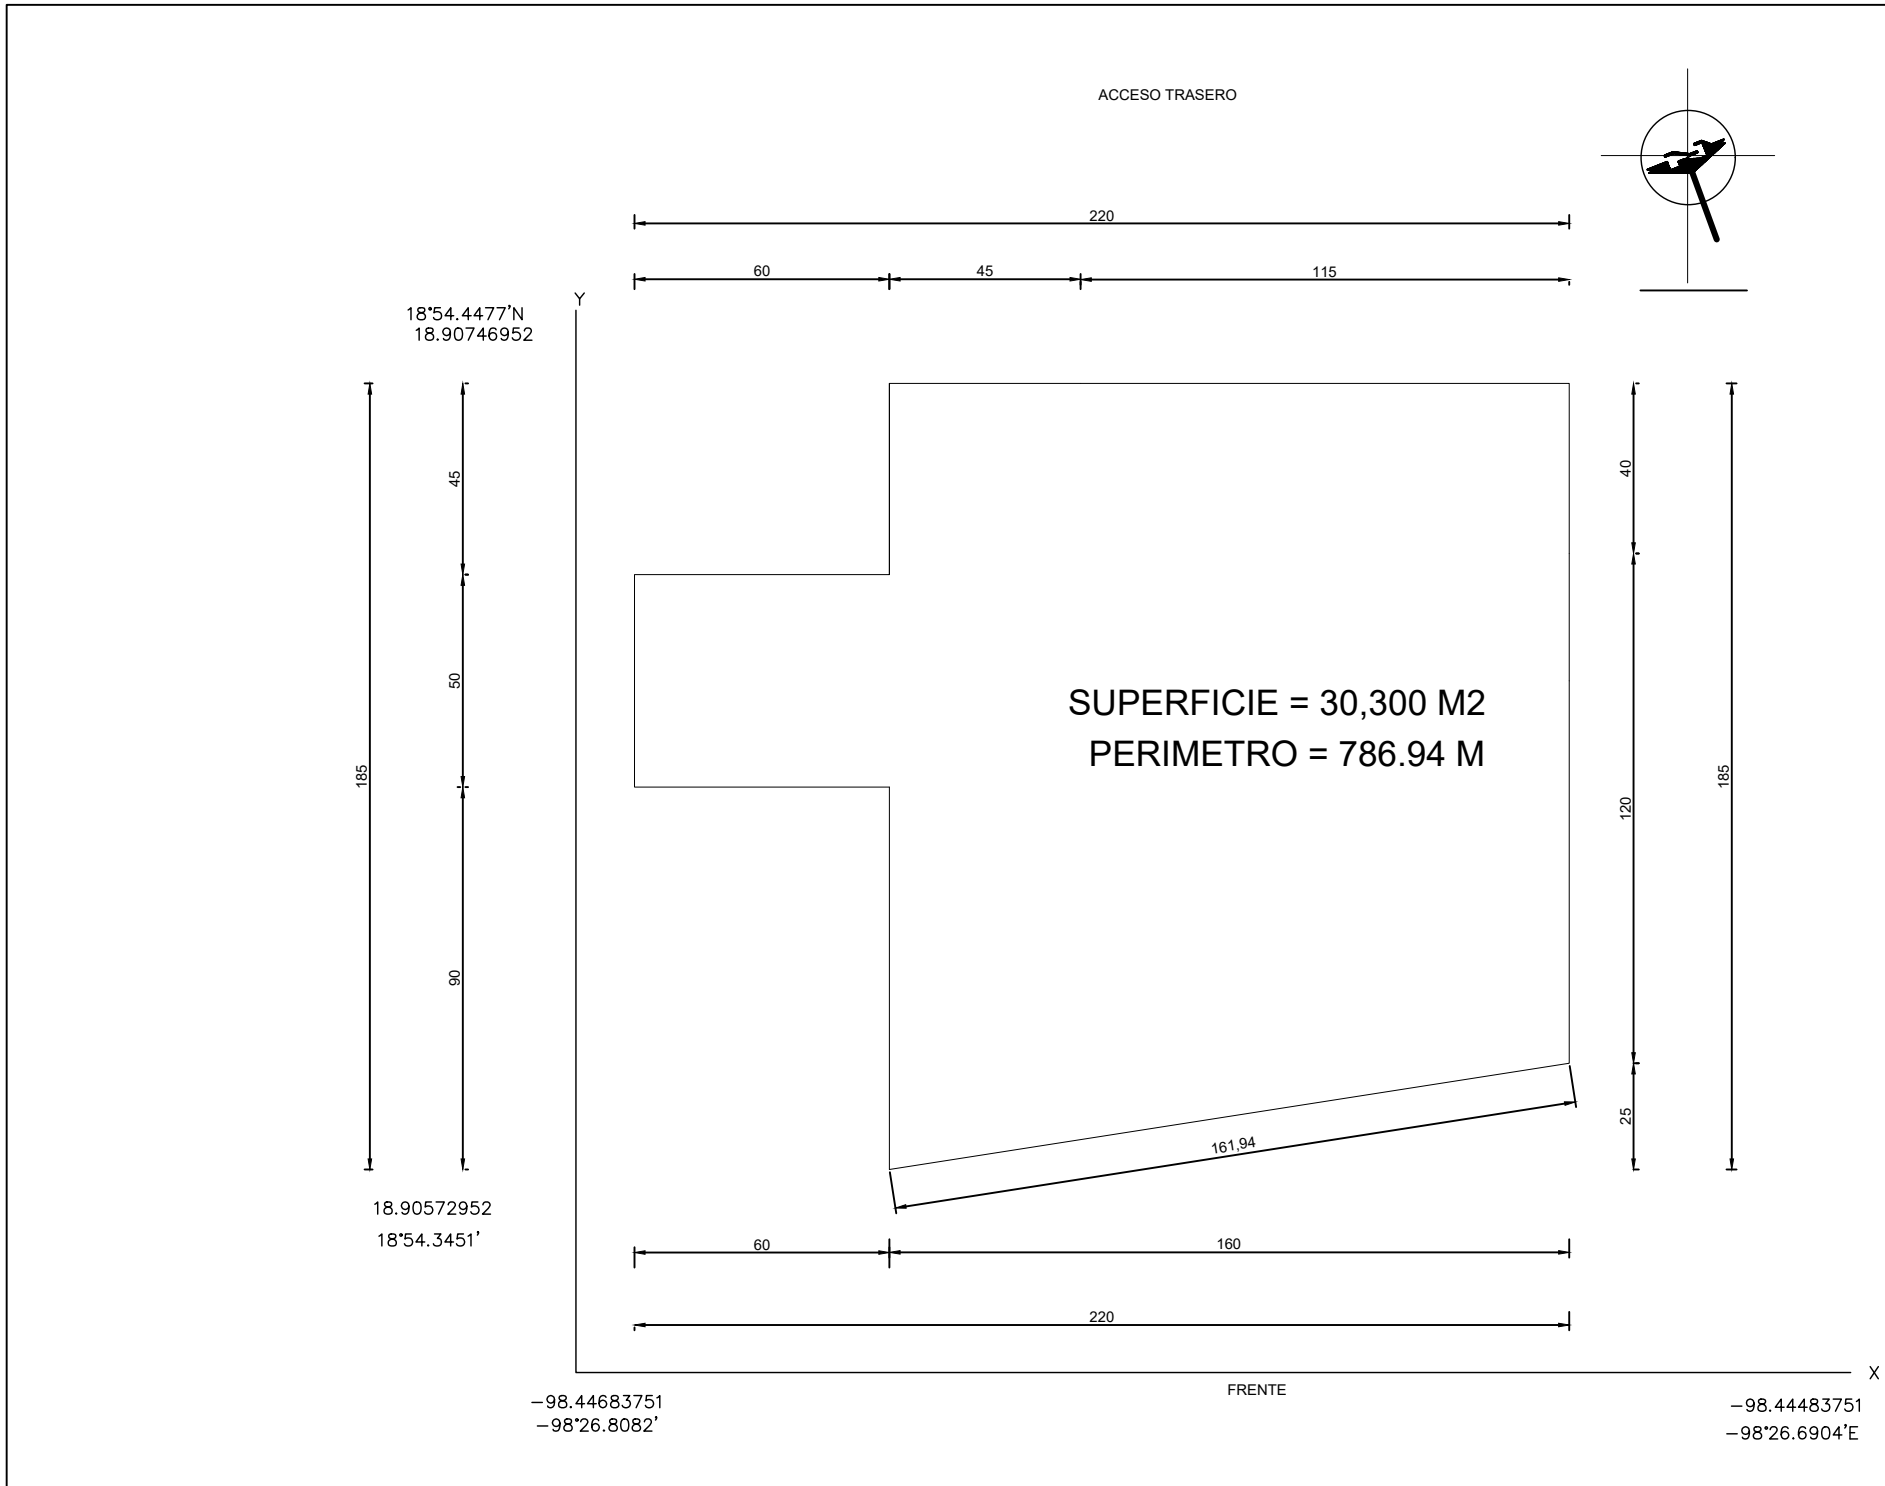 ACCESO TRASERO
220
60
45
115
Y
18°54.4477'N
18.90746952
45
40
50
SUPERFICIE = 30,300 M2
PERIMETRO = 786.94 M
185
185
120
90
25
161,94
18.90572952
18°54.3451'
60
160
220
X
FRENTE
-98.44683751
-98°26.8082'
-98.44483751
-98°26.6904'E